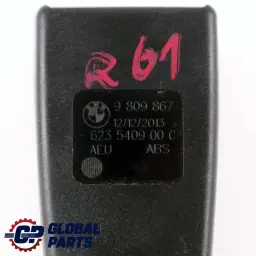 R 61
9 809 867
12/12/2013
623 5409 00 C
AEU ABS
GP GLOBAL
PARTS